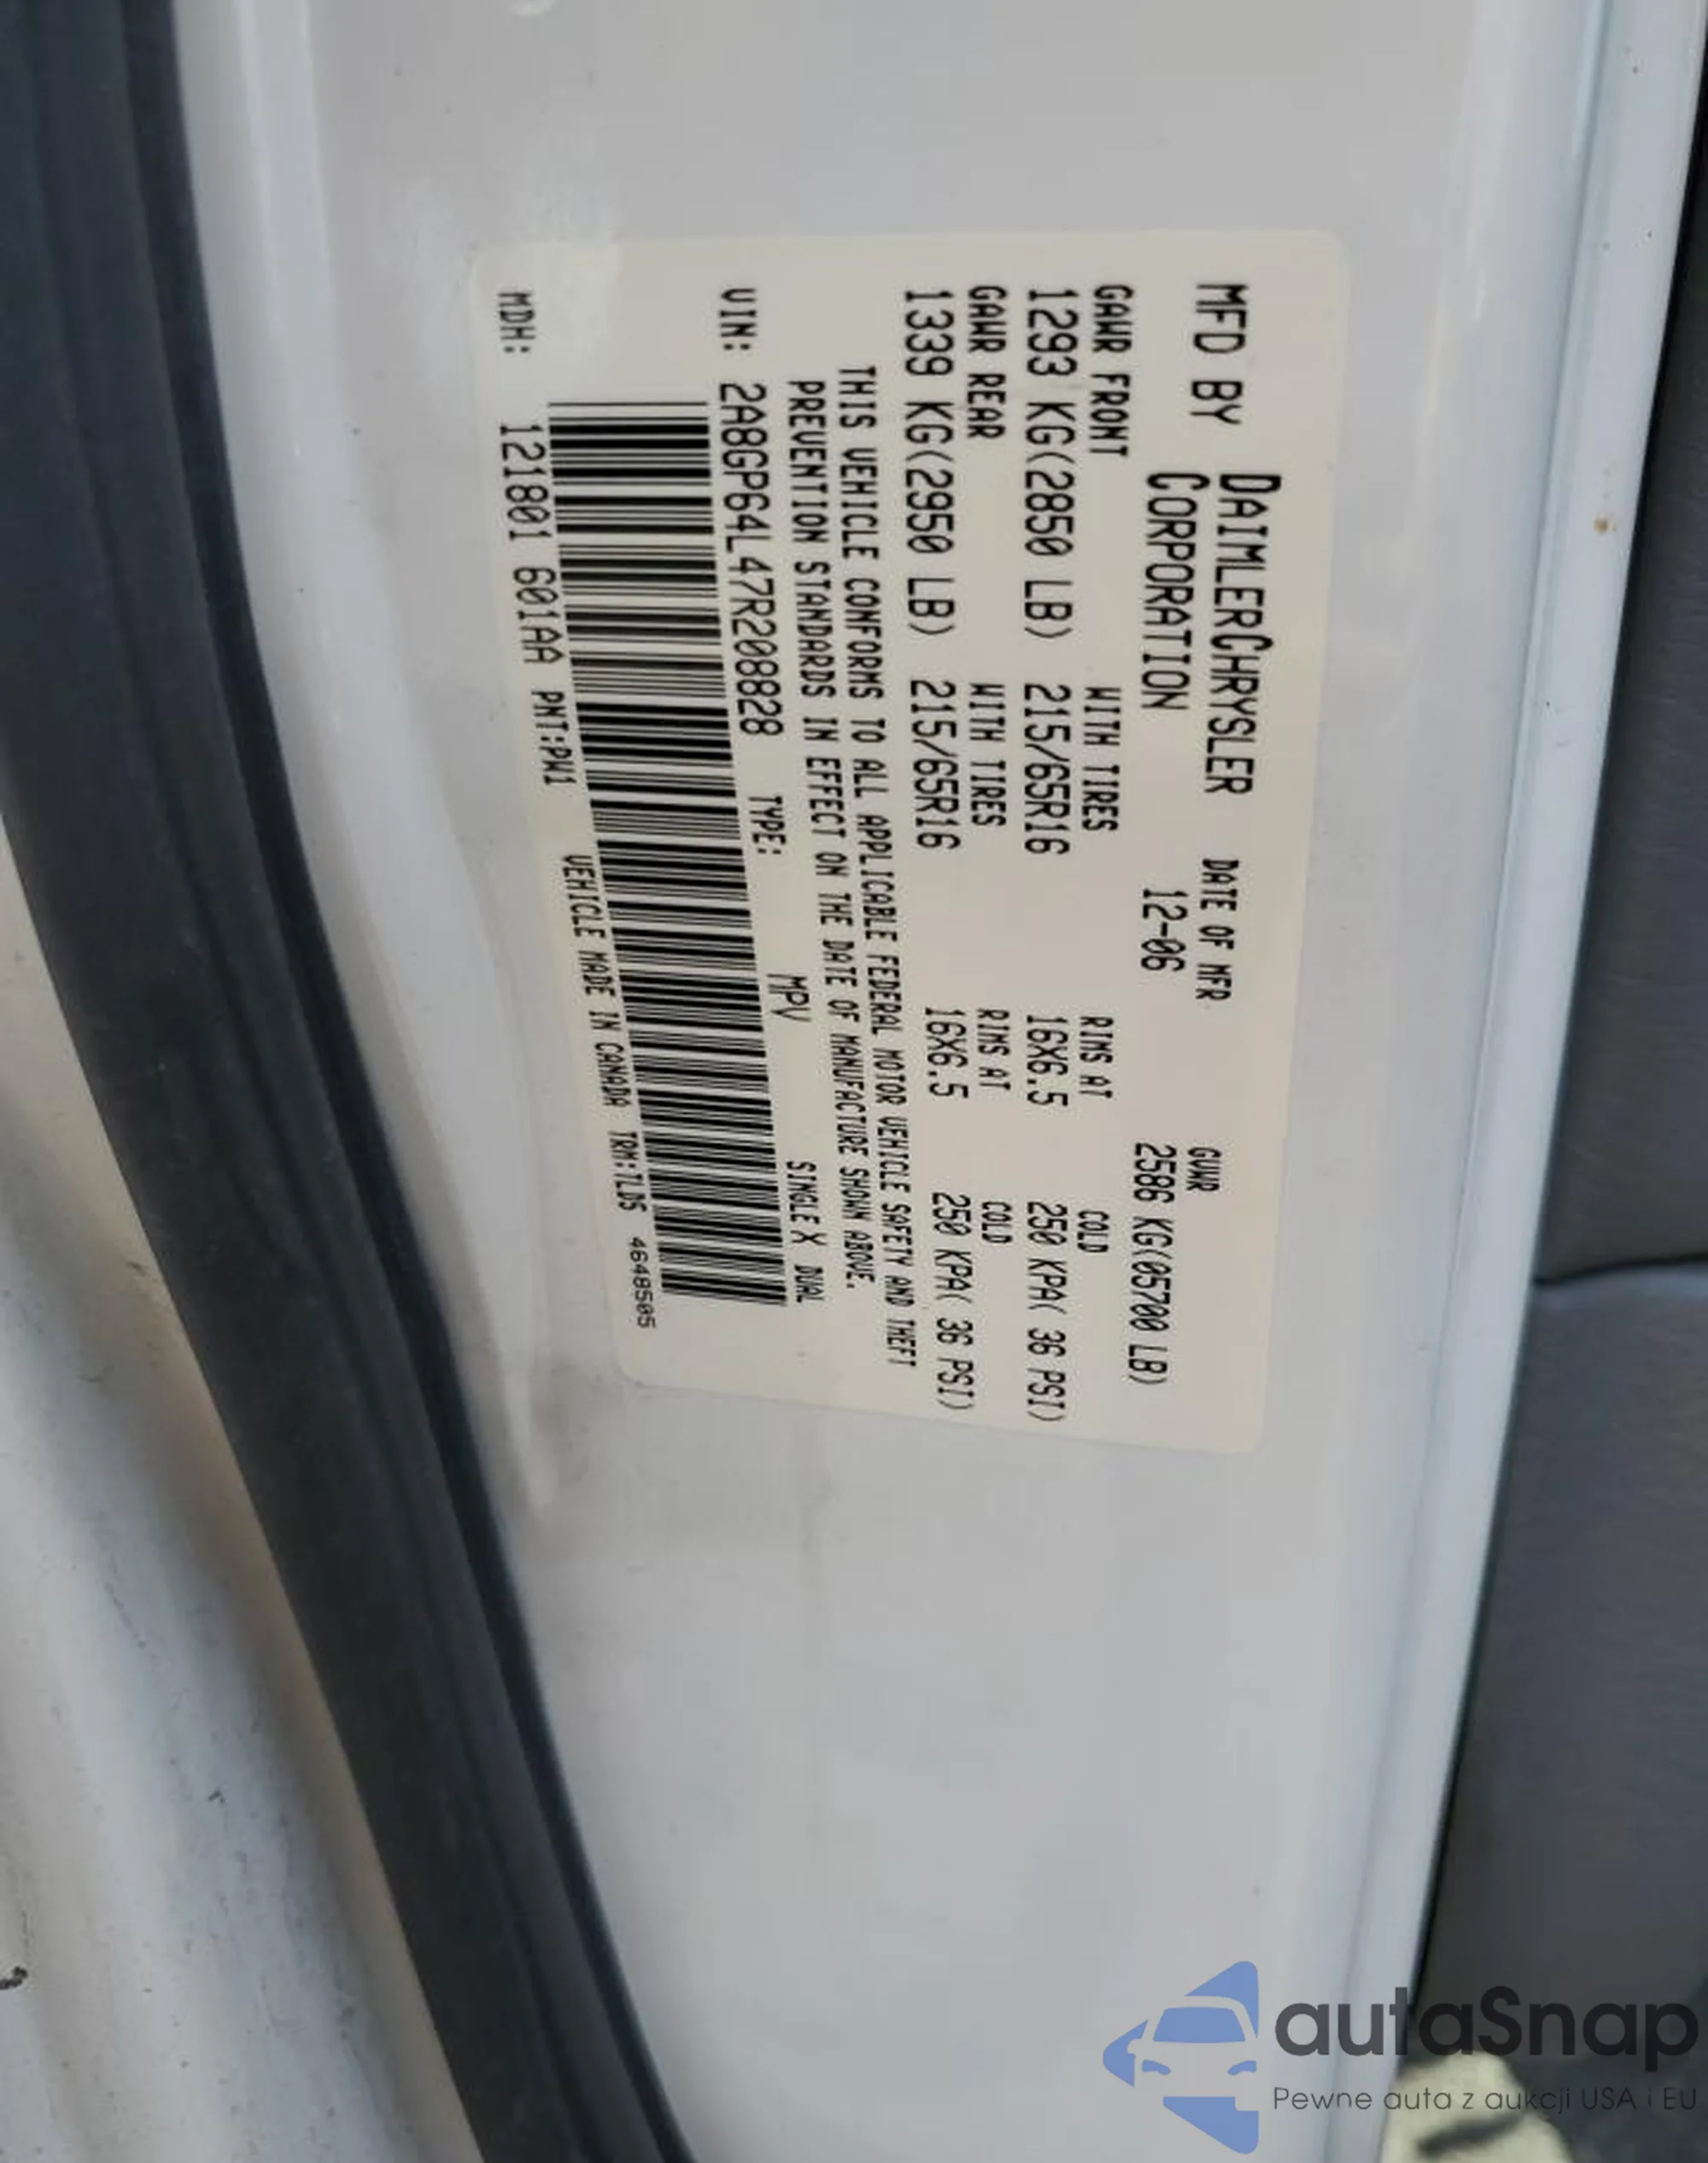 MFD BY DAIMLERCHRYSLER CORPORATION DATE OF MFR 12-06 GVWR 2586 KG(05700 LB)
GAWR FRONT WITH TIRES RIMS AT COLD
1293 KG(2850 LB) 215/65R16 16X6.5 250 KPA( 36 PSI)
GAWR REAR WITH TIRES RIMS AT COLD
1339 KG(2950 LB) 215/65R16 16X6.5 250 KPA( 36 PSI)
THIS VEHICLE CONFORMS TO ALL APPLICABLE FEDERAL MOTOR VEHICLE SAFETY AND THEFT
PREVENTION STANDARDS IN EFFECT ON THE DATE OF MANUFACTURE SHOWN ABOVE.
VIN: 2A8GP64L47R208828 TYPE: MPV SINGLE X DUAL
MDH: 121801 601AA PNT:PW1 VEHICLE MADE IN CANADA TRM:7LD5 4648505
autaSnap
Pewne auta z aukcji USA i EU